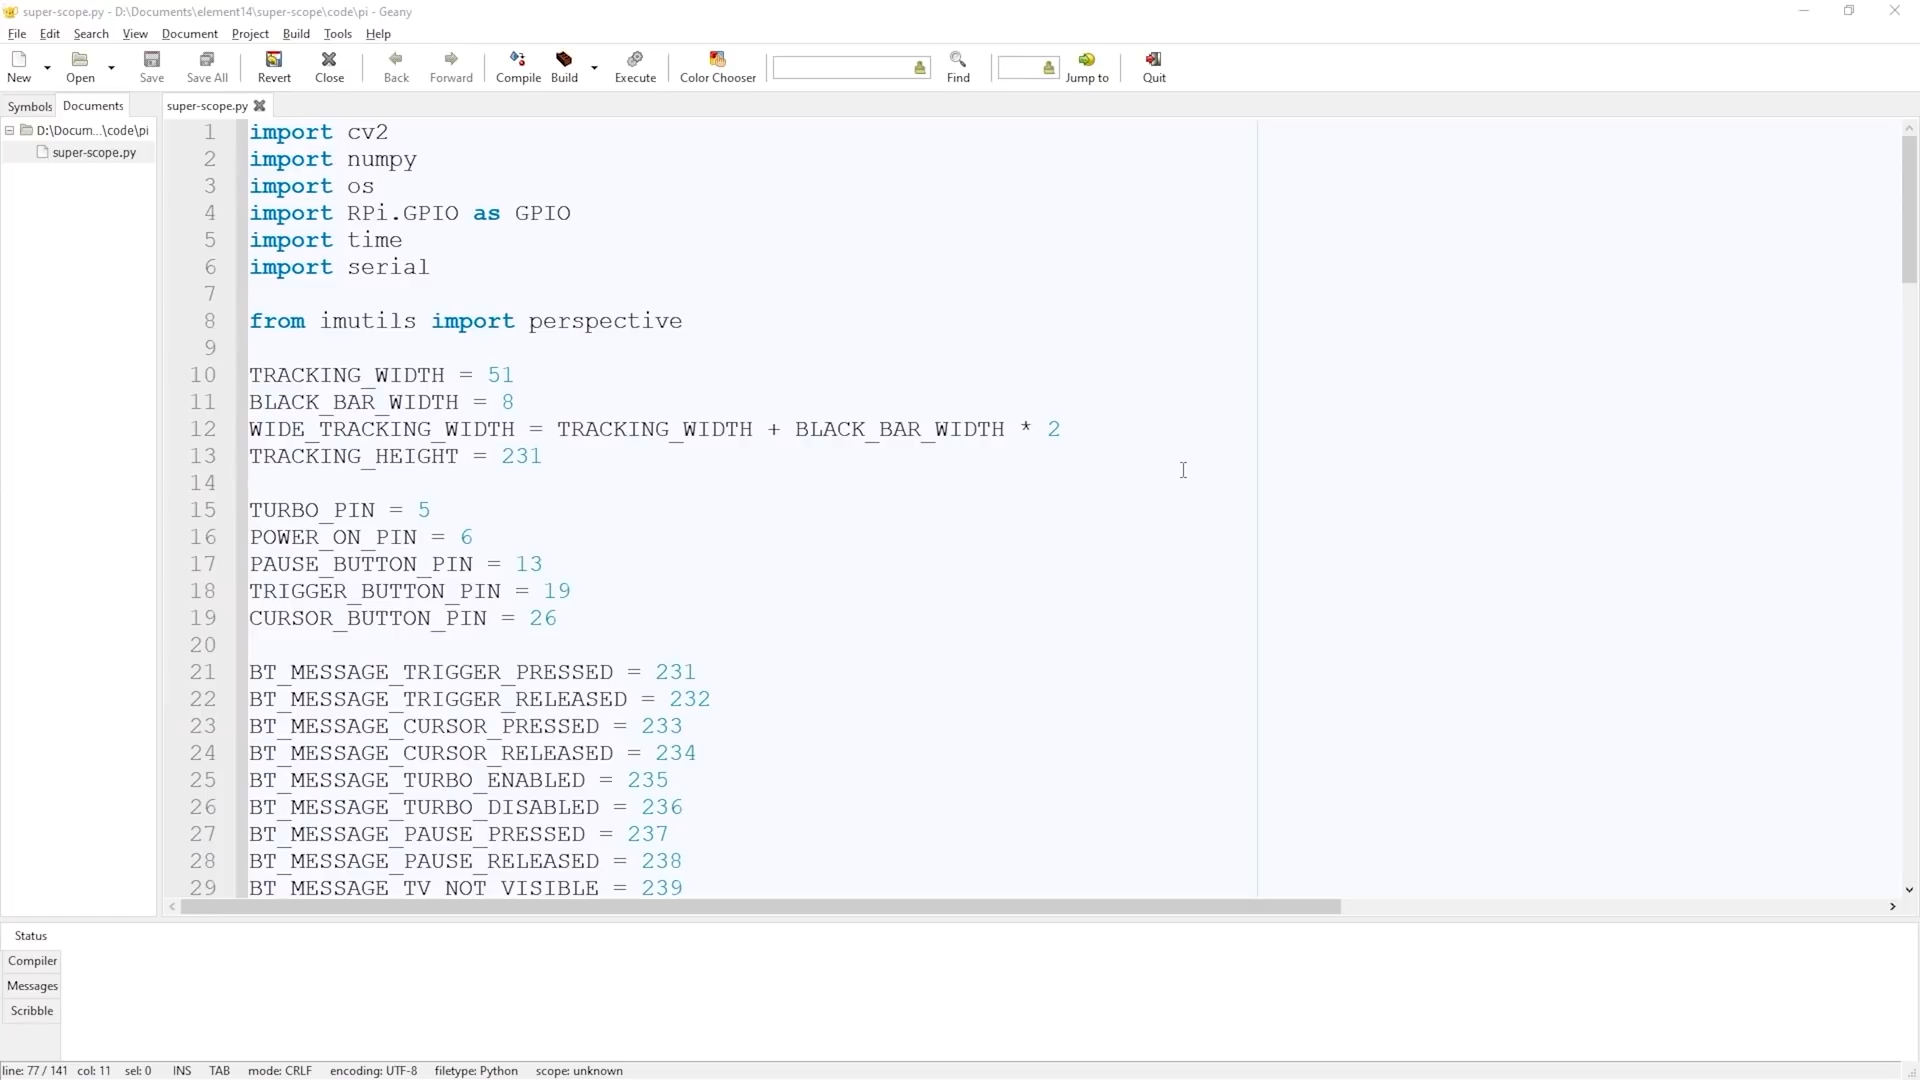 super-scope.py - D:\Documents\element14\super-scope\code\pi - Geany
File Edit Search View Document Project Build Tools Help
New Open Save Save All Revert Close Back Forward Compile Build Execute Color Chooser Find Jump to Quit
Symbols Documents super-scope.py
D:\Docum...\code\pi
super-scope.py
1 import cv2
2 import numpy
3 import os
4 import RPi.GPIO as GPIO
5 import time
6 import serial
7
8 from imutils import perspective
9
10 TRACKING_WIDTH = 51
11 BLACK_BAR_WIDTH = 8
12 WIDE_TRACKING_WIDTH = TRACKING_WIDTH + BLACK_BAR_WIDTH * 2
13 TRACKING_HEIGHT = 231
14
15 TURBO_PIN = 5
16 POWER_ON_PIN = 6
17 PAUSE_BUTTON_PIN = 13
18 TRIGGER_BUTTON_PIN = 19
19 CURSOR_BUTTON_PIN = 26
20
21 BT_MESSAGE_TRIGGER_PRESSED = 231
22 BT_MESSAGE_TRIGGER_RELEASED = 232
23 BT_MESSAGE_CURSOR_PRESSED = 233
24 BT_MESSAGE_CURSOR_RELEASED = 234
25 BT_MESSAGE_TURBO_ENABLED = 235
26 BT_MESSAGE_TURBO_DISABLED = 236
27 BT_MESSAGE_PAUSE_PRESSED = 237
28 BT_MESSAGE_PAUSE_RELEASED = 238
29 BT_MESSAGE_TV_NOT_VISIBLE = 239
Status
Compiler
Messages
Scribble
line: 77 / 141 col: 11 sel: 0 INS TAB mode: CRLF encoding: UTF-8 filetype: Python scope: unknown